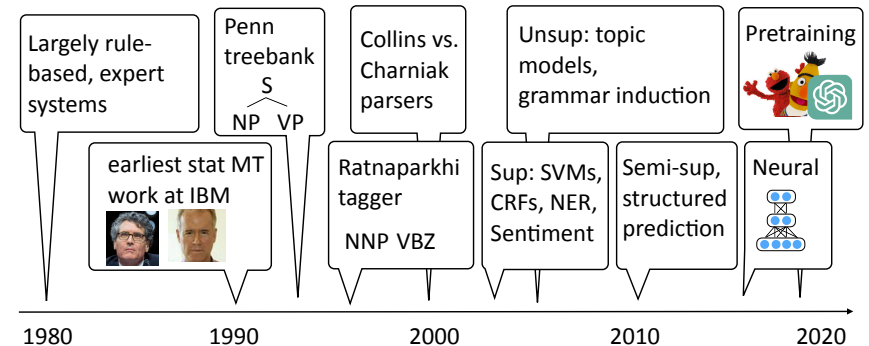 Largely rule-
based, expert
systems
earliest stat MT
work at IBM
Penn
treebank
S
NP VP
Ratnaparkhi
tagger
NNP VBZ
Collins vs.
Charniak
parsers
Sup: SVMs,
CRFs, NER,
Sentiment
Unsup: topic
models,
grammar induction
Semi-sup,
structured
prediction
Neural
Pretraining
1980 1990 2000 2010 2020